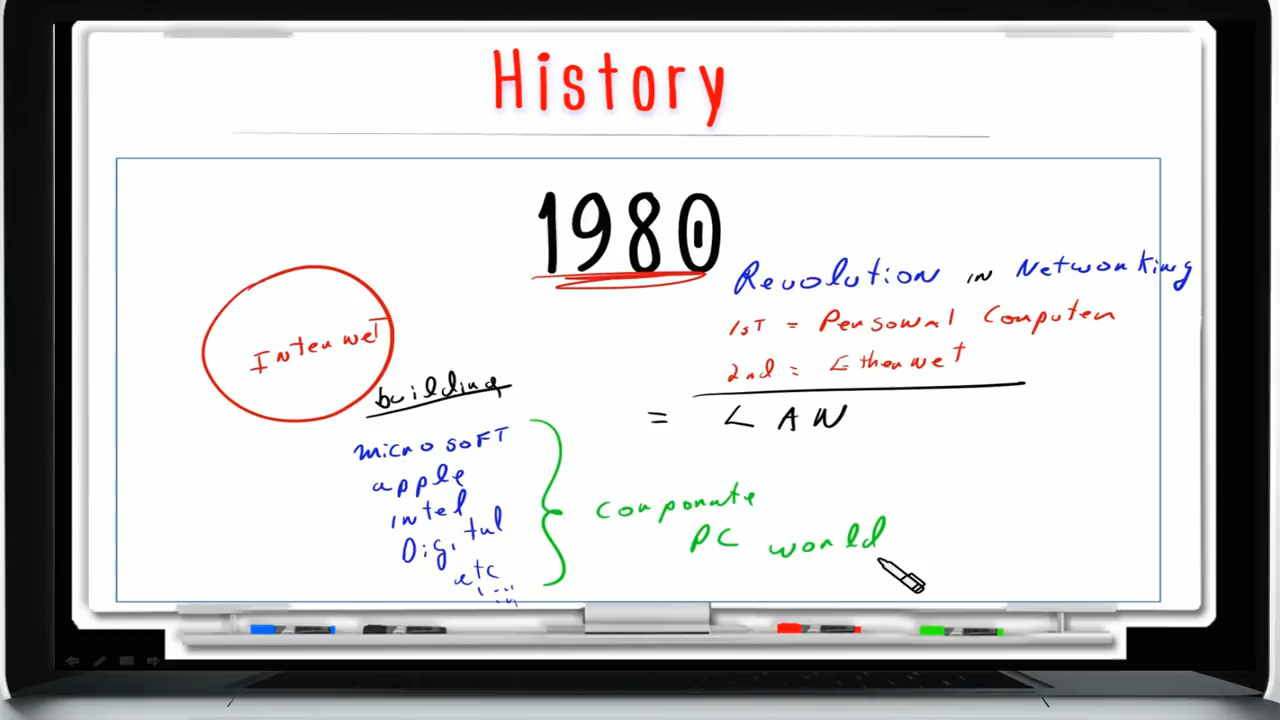 History
1980
Revolution in Networking
1st = Personal Computer
2nd = Ethernet
= LAN
Internet
building
microsoft
apple
intel
Digital
etc
corporate
PC world